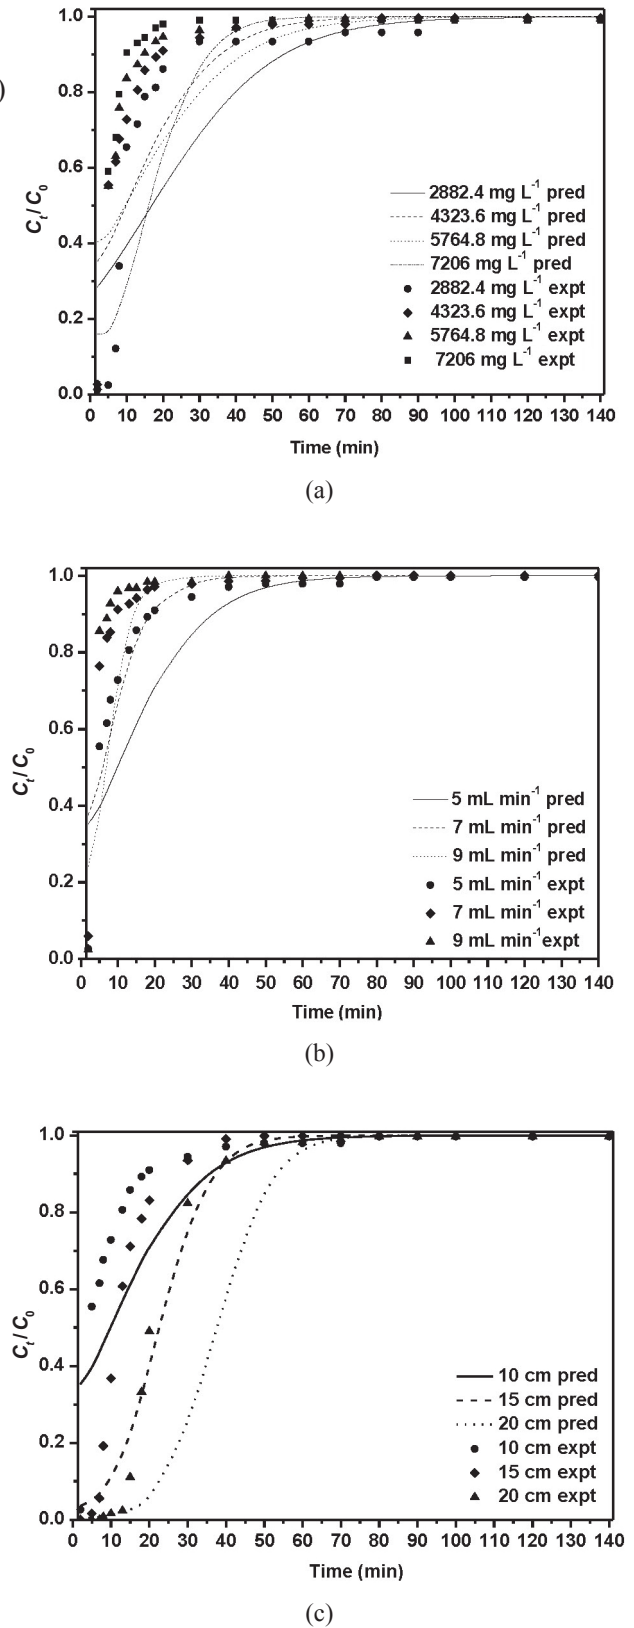 )
1.0
0.8
0.6
0.4
0.2
0.0
Ct / C0
2882.4 mg L-1 pred
4323.6 mg L-1 pred
5764.8 mg L-1 pred
7206 mg L-1 pred
2882.4 mg L-1 expt
4323.6 mg L-1 expt
5764.8 mg L-1 expt
7206 mg L-1 expt
0 10 20 30 40 50 60 70 80 90 100 110 120 130 140
Time (min)
(a)
1.0
0.8
0.6
0.4
0.2
0.0
Ct / C0
5 mL min-1 pred
7 mL min-1 pred
9 mL min-1 pred
5 mL min-1 expt
7 mL min-1 expt
9 mL min-1expt
0 10 20 30 40 50 60 70 80 90 100 110 120 130 140
Time (min)
(b)
1.0
0.8
0.6
0.4
0.2
0.0
Ct / C0
10 cm pred
15 cm pred
20 cm pred
10 cm expt
15 cm expt
20 cm expt
0 10 20 30 40 50 60 70 80 90 100 110 120 130 140
Time (min)
(c)